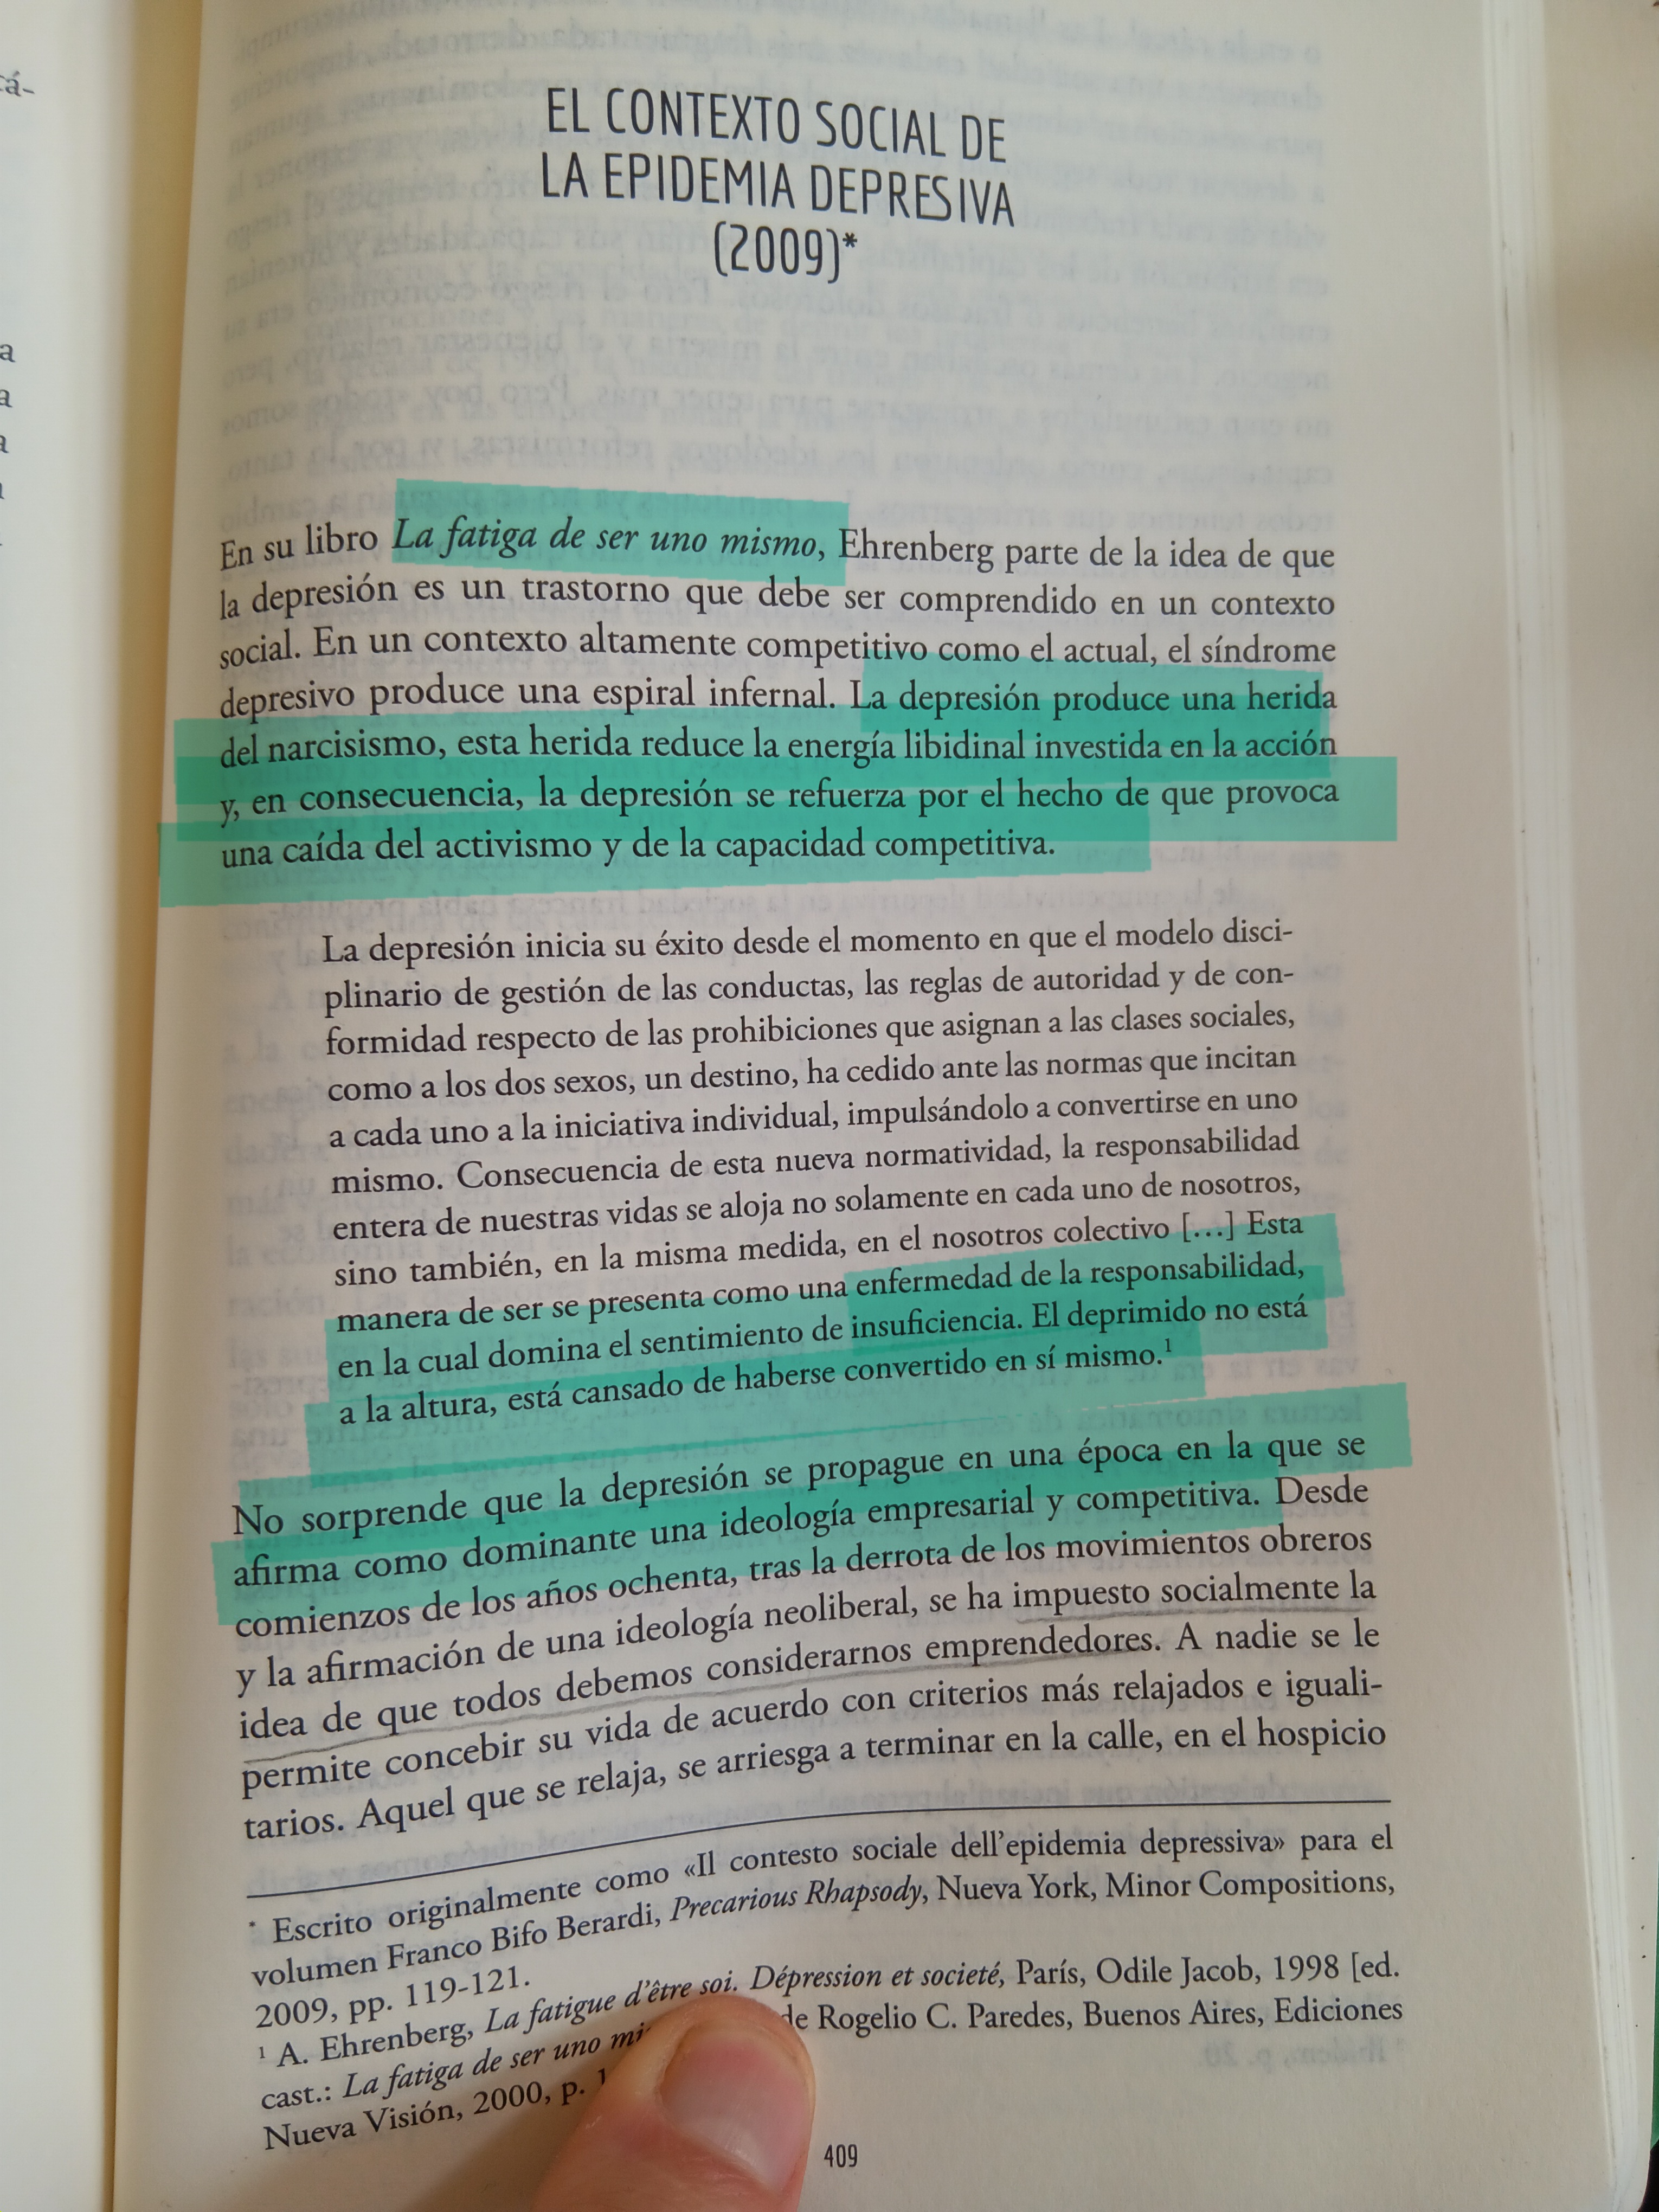 cá-
a
a
a
EL CONTEXTO SOCIAL DE
LA EPIDEMIA DEPRESIVA
(2009)*
En su libro La fatiga de ser uno mismo, Ehrenberg parte de la idea de que
la depresión es un trastorno que debe ser comprendido en un contexto
social. En un contexto altamente competitivo como el actual, el síndrome
depresivo produce una espiral infernal. La depresión produce una herida
del narcisismo, esta herida reduce la energía libidinal investida en la acción
y, en consecuencia, la depresión se refuerza por el hecho de que provoca
una caída del activismo y de la capacidad competitiva.
La depresión inicia su éxito desde el momento en que el modelo disci-
plinario de gestión de las conductas, las reglas de autoridad y de con-
formidad respecto de las prohibiciones que asignan a las clases sociales,
como a los dos sexos, un destino, ha cedido ante las normas que incitan
a cada uno a la iniciativa individual, impulsándolo a convertirse en uno
mismo. Consecuencia de esta nueva normatividad, la responsabilidad
entera de nuestras vidas se aloja no solamente en cada uno de nosotros,
sino también, en la misma medida, en el nosotros colectivo [...] Esta
manera de ser se presenta como una enfermedad de la responsabilidad,
en la cual domina el sentimiento de insuficiencia. El deprimido no está
a la altura, está cansado de haberse convertido en sí mismo.¹
No sorprende que la depresión se propague en una época en la que se
afirma como dominante una ideología empresarial y competitiva. Desde
comienzos de los años ochenta, tras la derrota de los movimientos obreros
y la afirmación de una ideología neoliberal, se ha impuesto socialmente la
idea de que todos debemos considerarnos emprendedores. A nadie se le
permite concebir su vida de acuerdo con criterios más relajados e iguali-
tarios. Aquel que se relaja, se arriesga a terminar en la calle, en el hospicio
* Escrito originalmente como «Il contesto sociale dell'epidemia depressiva» para el
volumen Franco Bifo Berardi, Precarious Rhapsody, Nueva York, Minor Compositions,
2009, pp. 119-121.
¹ A. Ehrenberg, La fatigue d'être soi. Dépression et societé, París, Odile Jacob, 1998 [ed.
cast.: La fatiga de ser uno de Rogelio C. Paredes, Buenos Aires, Ediciones
Nueva Visión, 2000, p.
409